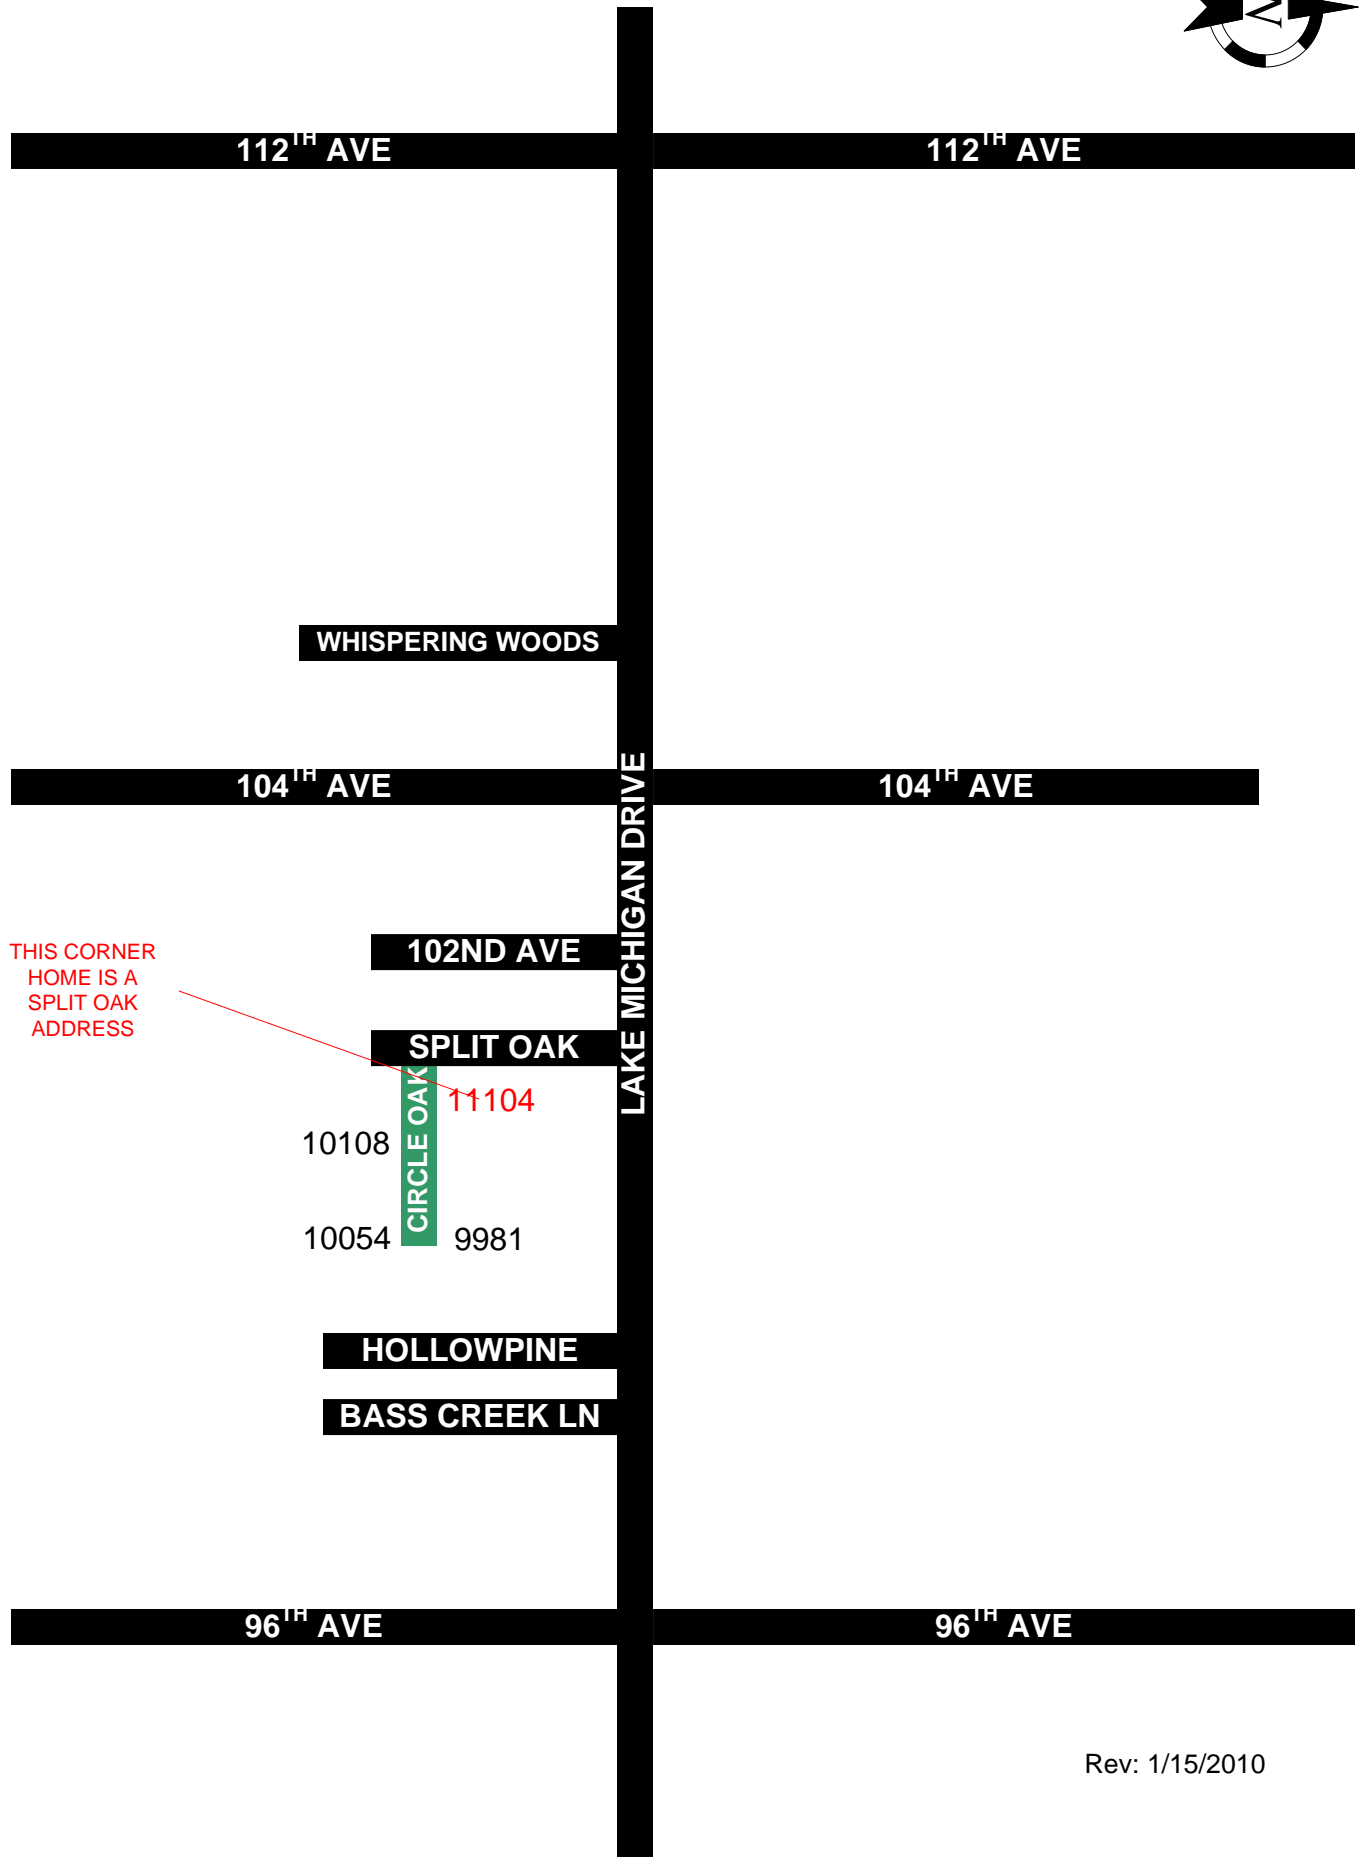 N
112TH AVE
112TH AVE
WHISPERING WOODS
104TH AVE
104TH AVE
LAKE MICHIGAN DRIVE
102ND AVE
THIS CORNER
HOME IS A
SPLIT OAK
ADDRESS
SPLIT OAK
CIRCLE OAK
11104
10108
10054
9981
HOLLOWPINE
BASS CREEK LN
96TH AVE
96TH AVE
Rev: 1/15/2010